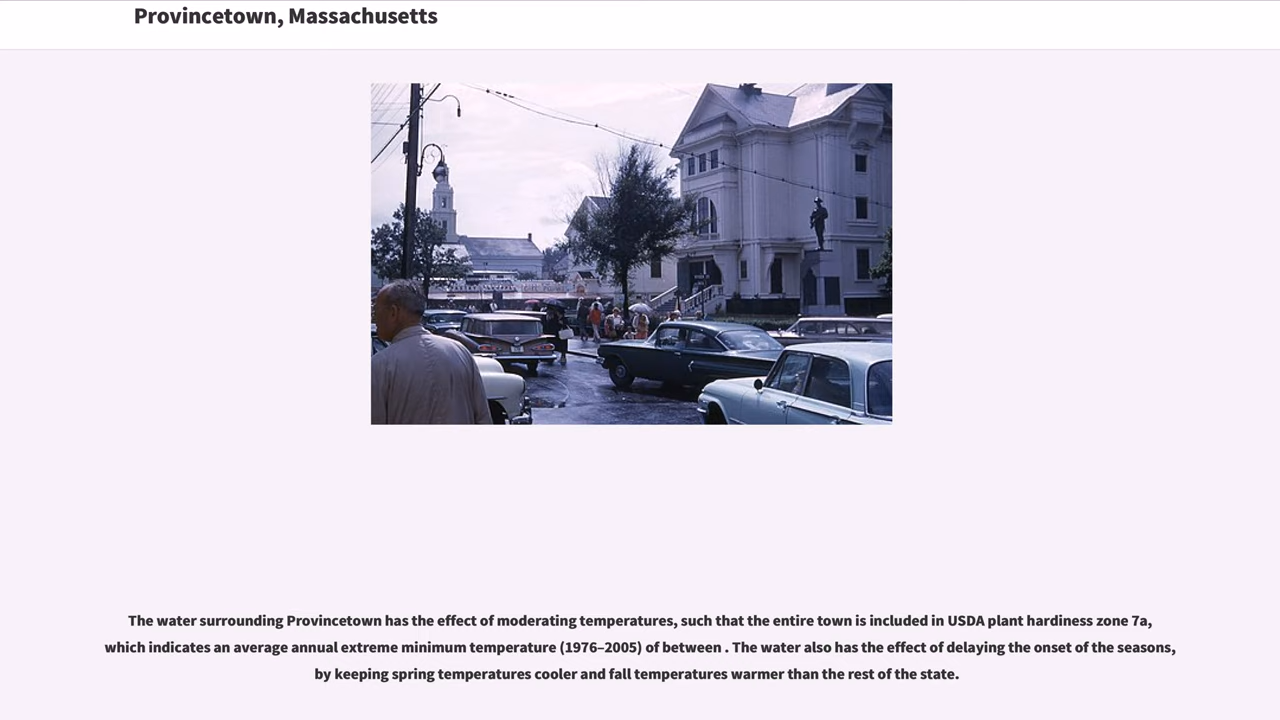 Provincetown, Massachusetts
The water surrounding Provincetown has the effect of moderating temperatures, such that the entire town is included in USDA plant hardiness zone 7a,
which indicates an average annual extreme minimum temperature (1976–2005) of between . The water also has the effect of delaying the onset of the seasons,
by keeping spring temperatures cooler and fall temperatures warmer than the rest of the state.